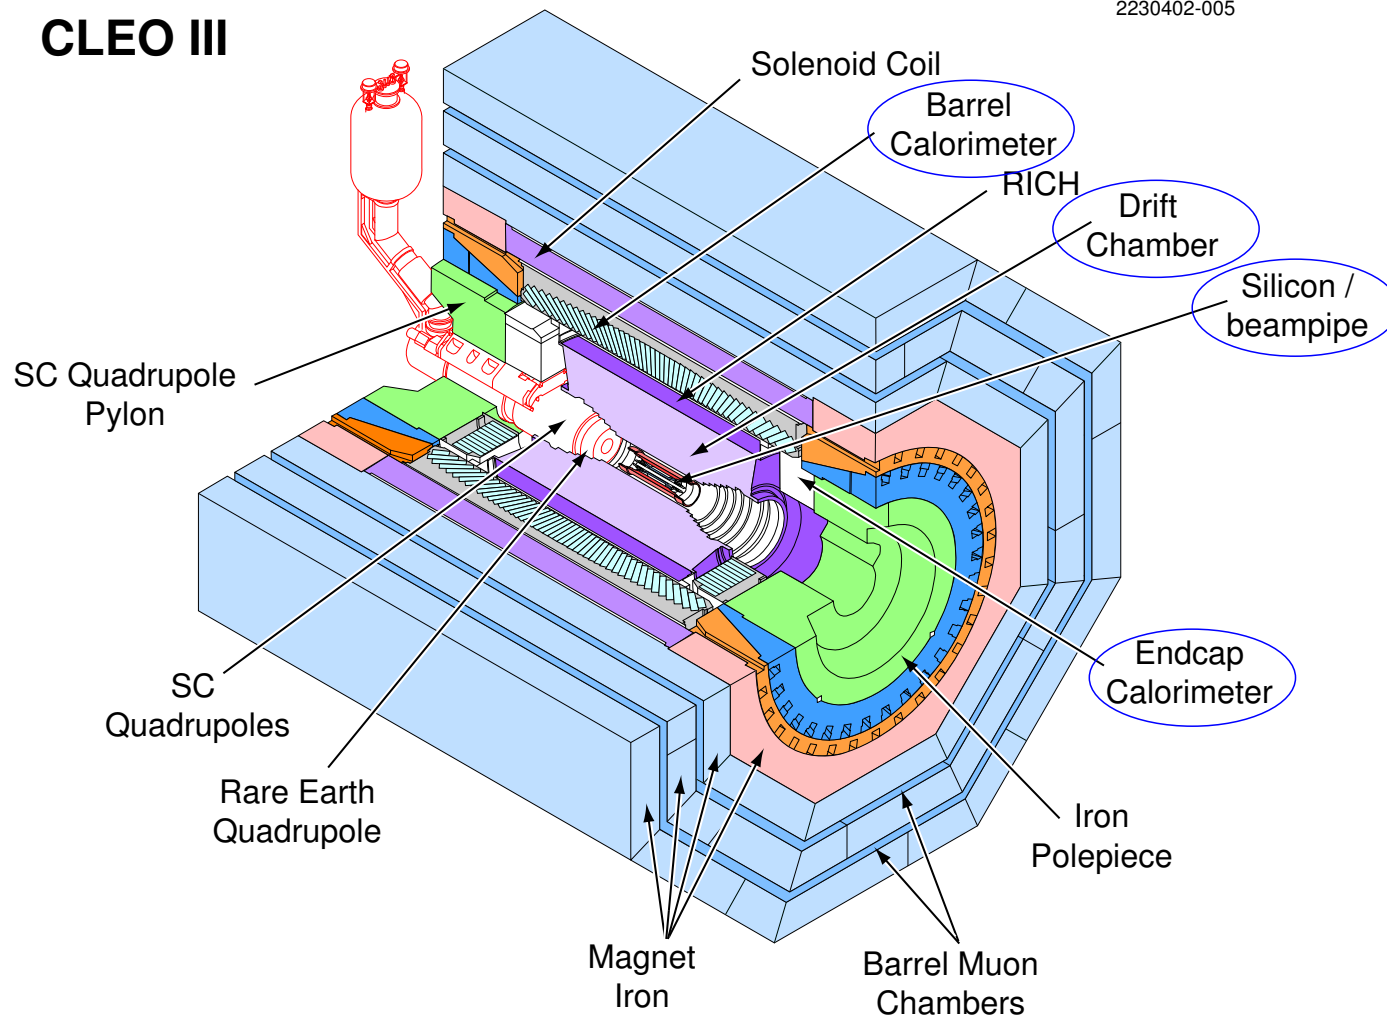 2230402-005
CLEO III
Solenoid Coil
Barrel
Calorimeter
RICH
Drift
Chamber
Silicon /
beampipe
SC Quadrupole
Pylon
SC
Quadrupoles
Rare Earth
Quadrupole
Endcap
Calorimeter
Iron
Polepiece
Magnet
Iron
Barrel Muon
Chambers